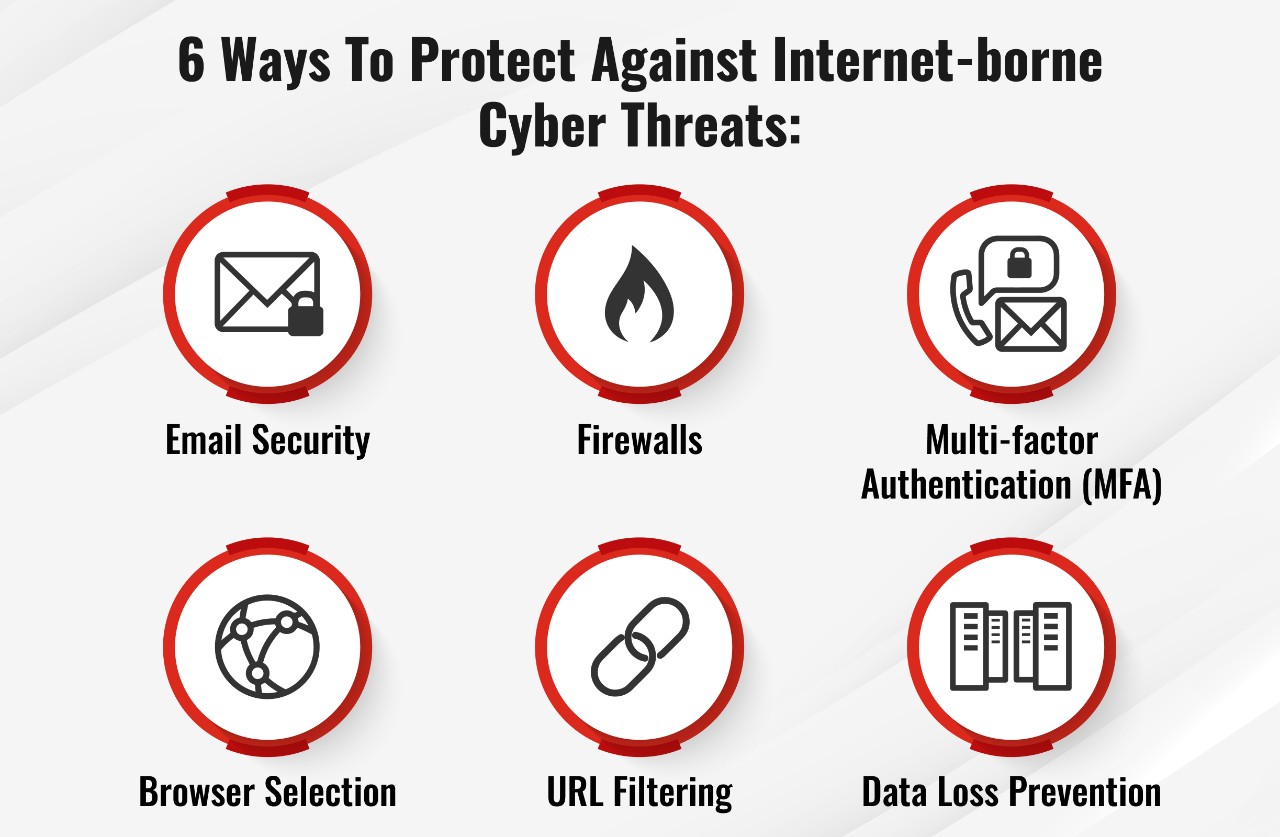 6 Ways To Protect Against Internet-borne
Cyber Threats:
Email Security
Firewalls
Multi-factor
Authentication (MFA)
Browser Selection
URL Filtering
Data Loss Prevention